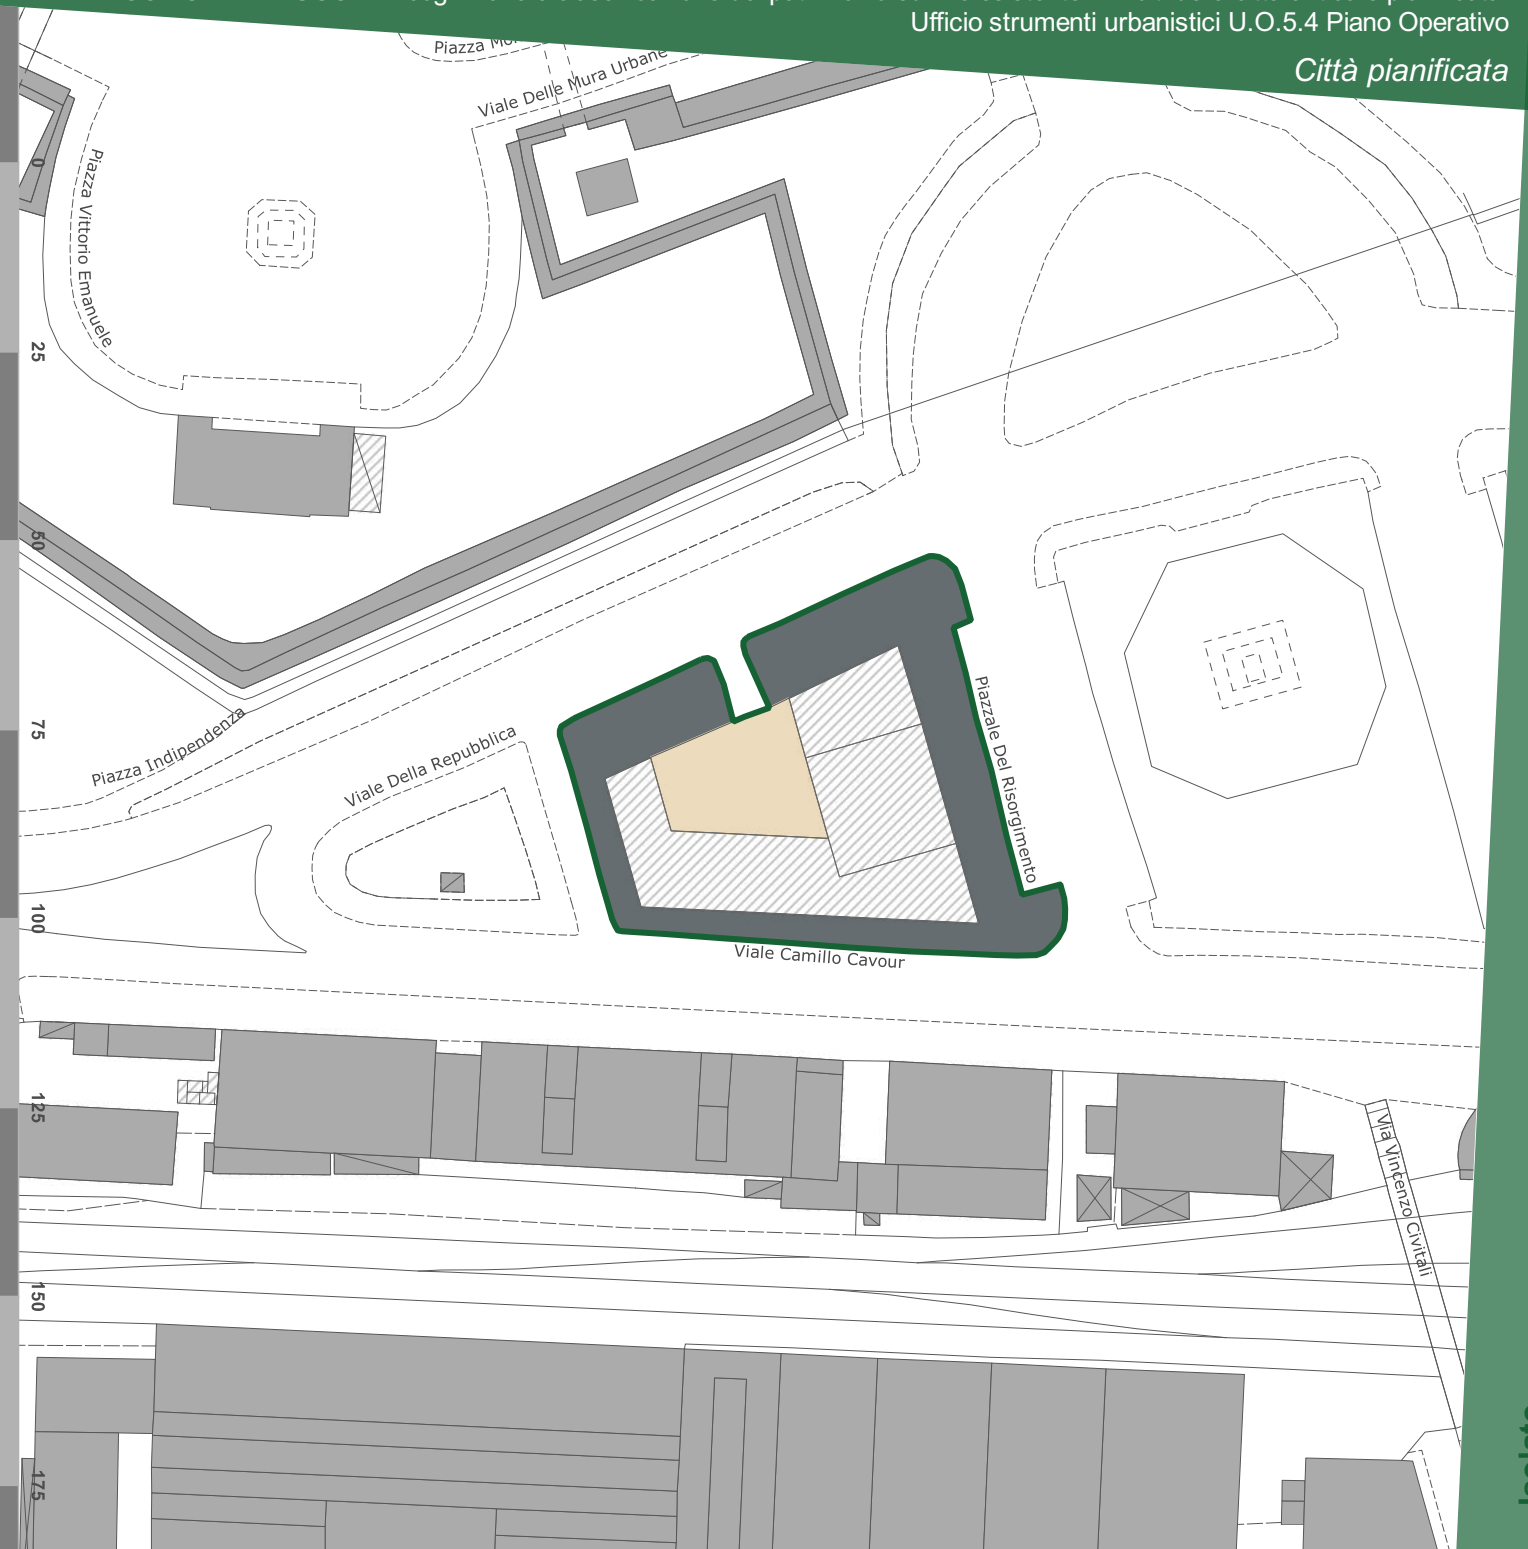 Ufficio strumenti urbanistici U.O.5.4 Piano Operativo
Città pianificata
Viale Delle Mura Urbane
Piazza Vittorio Emanuele
0
25
50
75
100
125
150
175
Piazza Indipendenza
Viale Della Repubblica
Piazzale Del Risorgimento
Viale Camillo Cavour
Via Vincenzo Civitali